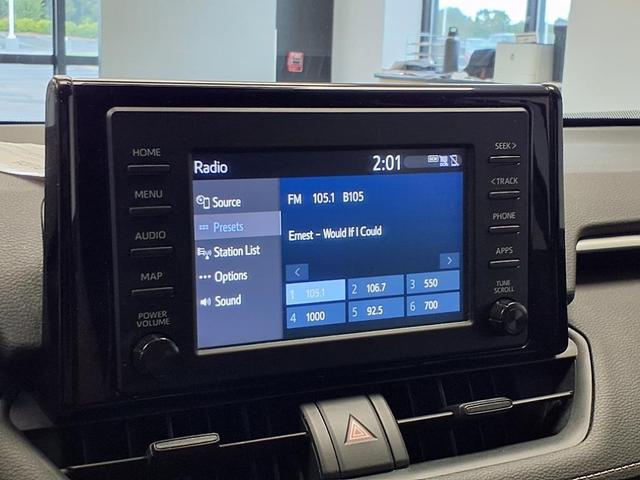 HOME
MENU
AUDIO
MAP
POWER
VOLUME
Radio
2:01
Source
Presets
Station List
Options
Sound
FM 105.1 B105
Ernest - Would If I Could
<
>
1 105.1
2 106.7
3 550
4 1000
5 92.5
6 700
SEEK >
< TRACK
PHONE
APPS
TUNE
SCROLL